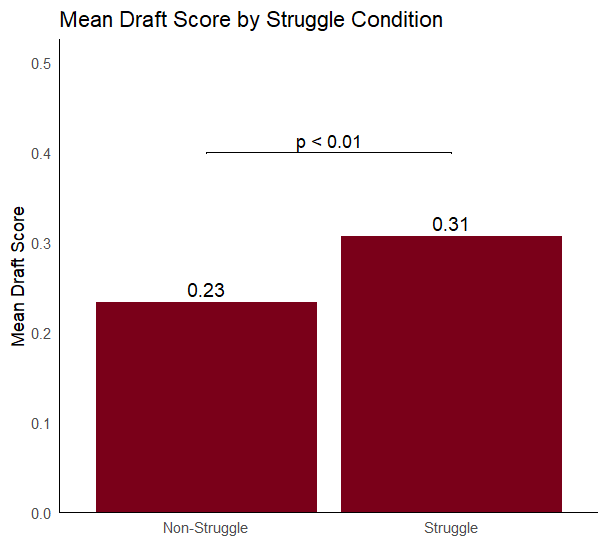 Mean Draft Score by Struggle Condition
0.5
0.4
0.3
0.2
0.1
0.0
Mean Draft Score
p < 0.01
0.23
0.31
Non-Struggle
Struggle